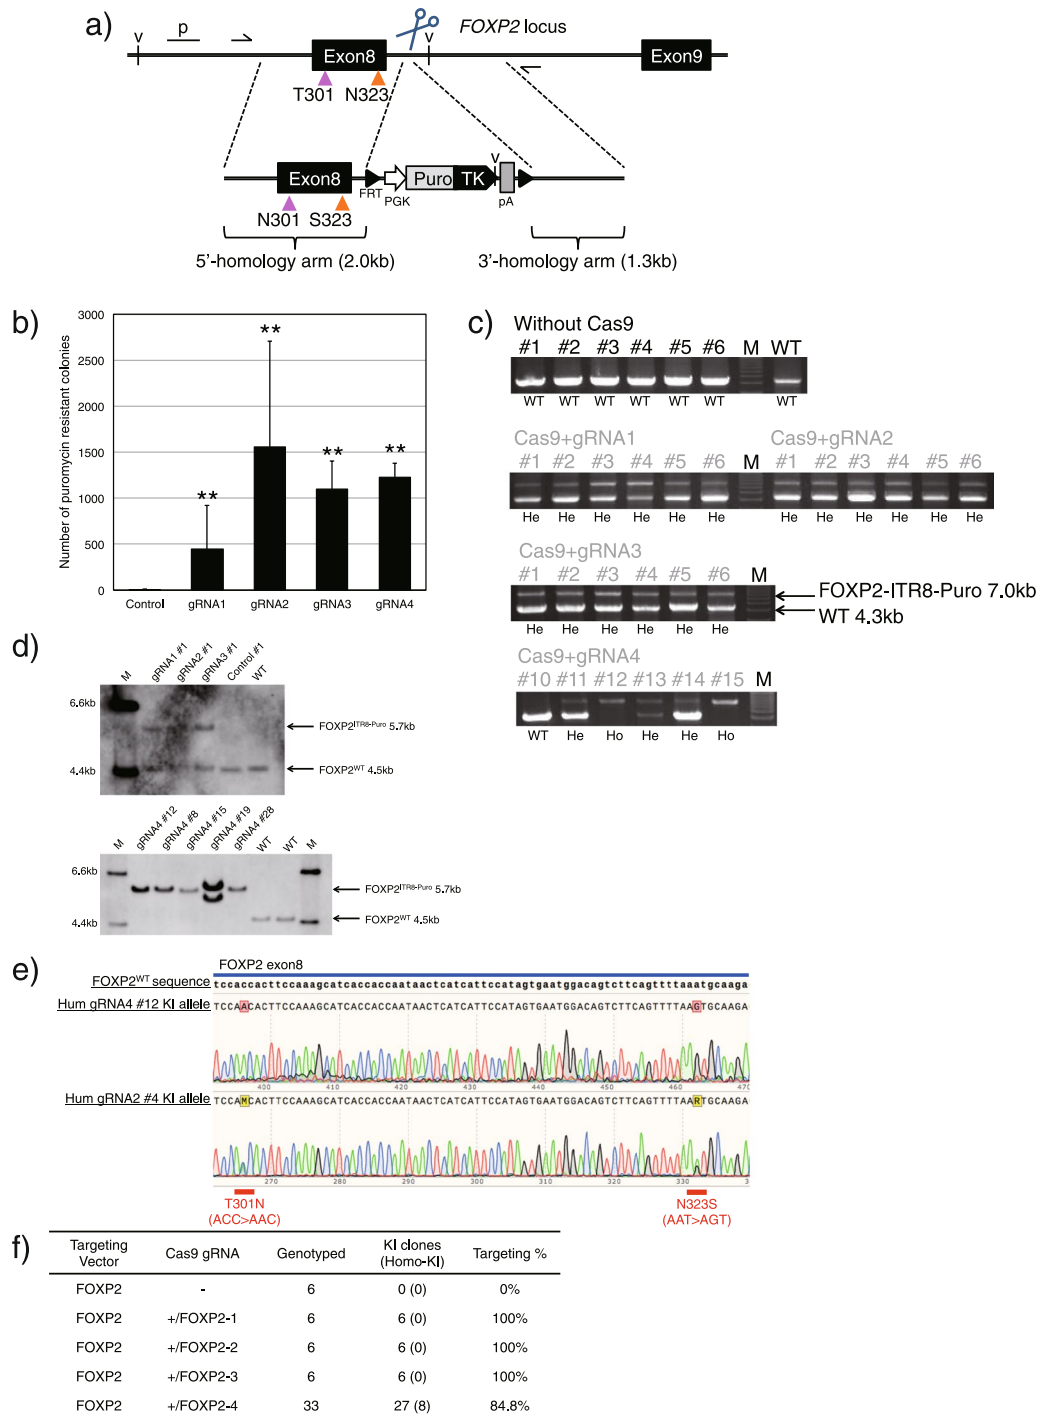 a)
FOXP2 locus
v
p
v
Exon8
Exon9
T301
N323
v
Exon8
FRT
PGK
Puro
TK
pA
N301
S323
5'-homology arm (2.0kb)
3'-homology arm (1.3kb)
b)
Number of puromycin resistant colonies
3000
2500
2000
1500
1000
500
0
**
**
**
**
Control
gRNA1
gRNA2
gRNA3
gRNA4
c)
Without Cas9
#1 #2 #3 #4 #5 #6 M WT
WT WT WT WT WT WT WT
Cas9+gRNA1
Cas9+gRNA2
#1 #2 #3 #4 #5 #6 M #1 #2 #3 #4 #5 #6
He He He He He He He He He He He He
Cas9+gRNA3
#1 #2 #3 #4 #5 #6 M
FOXP2-ITR8-Puro 7.0kb
WT 4.3kb
He He He He He He
Cas9+gRNA4
#10 #11 #12 #13 #14 #15 M
WT He Ho He He Ho
d)
M gRNA1 #1 gRNA2 #1 gRNA3 #1 Control #1 WT
6.6kb
FOXP2ITR8-Puro 5.7kb
4.4kb
FOXP2WT 4.5kb
M gRNA4 #12 gRNA4 #8 gRNA4 #15 gRNA4 #19 gRNA4 #28 WT WT M
6.6kb
FOXP2ITR8-Puro 5.7kb
4.4kb
FOXP2WT 4.5kb
e)
FOXP2 exon8
FOXP2WT sequence
tccaccacttccaaagcatcaccaccaataactcatcattccatagtgaatggacagtcttcagttttaaatgcaaga
Hum gRNA4 #12 KI allele
TCCAACACTTCCAAAGCATCACCACCAATAACTCATCATTCCATAGTGAATGGACAGTCTTCAGTTTTAAGTGCAAGA
400 410 420 430 440 450 460 470
Hum gRNA2 #4 KI allele
TCCAMCACTTCCAAAGCATCACCACCAATAACTCATCATTCCATAGTGAATGGACAGTCTTCAGTTTTAARTGCAAGA
260 270 280 290 300 310 320 330 3
T301N
(ACC>AAC)
N323S
(AAT>AGT)
f)
Targeting Vector Cas9 gRNA Genotyped KI clones (Homo-KI) Targeting %
FOXP2 - 6 0 (0) 0%
FOXP2 +/FOXP2-1 6 6 (0) 100%
FOXP2 +/FOXP2-2 6 6 (0) 100%
FOXP2 +/FOXP2-3 6 6 (0) 100%
FOXP2 +/FOXP2-4 33 27 (8) 84.8%